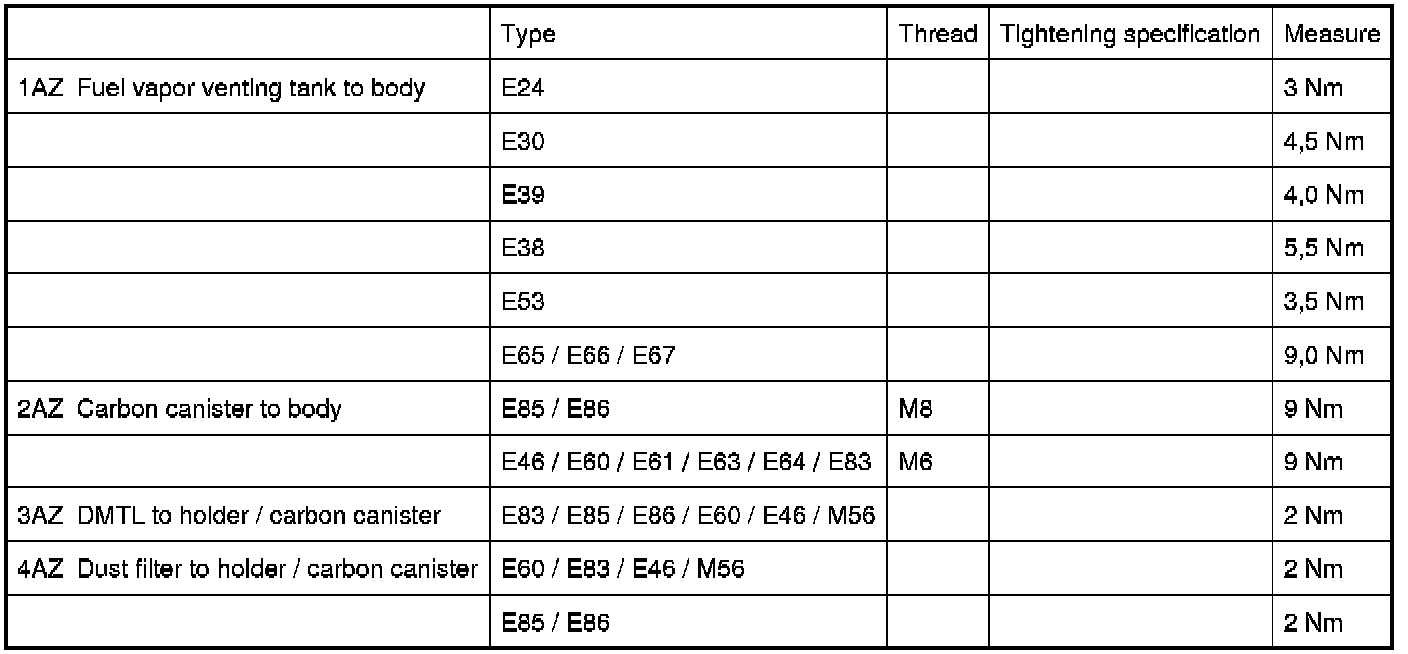 Type Thread Tightening specification Measure
1AZ Fuel vapor venting tank to body E24 3 Nm
E30 4,5 Nm
E39 4,0 Nm
E38 5,5 Nm
E53 3,5 Nm
E65 / E66 / E67 9,0 Nm
2AZ Carbon canister to body E85 / E86 M8 9 Nm
E46 / E60 / E61 / E63 / E64 / E83 M6 9 Nm
3AZ DMTL to holder / carbon canister E83 / E85 / E86 / E60 / E46 / M56 2 Nm
4AZ Dust filter to holder / carbon canister E60 / E83 / E46 / M56 2 Nm
E85 / E86 2 Nm